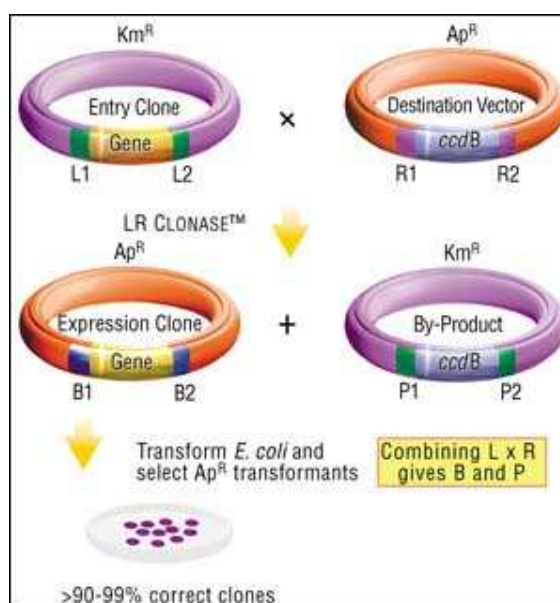 Kmᴿ
Apᴿ
Entry Clone
Destination Vector
×
Gene
ccdB
L1
L2
R1
R2
LR CLONASE™
Apᴿ
Kmᴿ
Expression Clone
+
By-Product
Gene
ccdB
B1
B2
P1
P2
Transform E. coli and
select Apᴿ transformants
Combining L x R
gives B and P
>90-99% correct clones